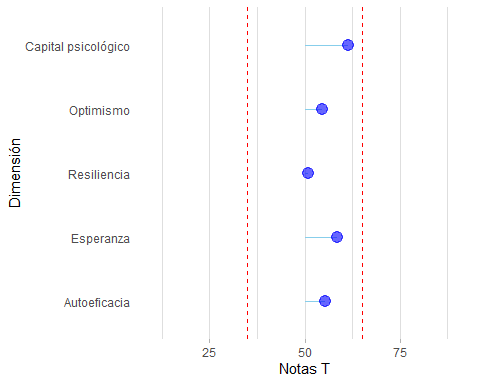 Capital psicológico
Optimismo
Resiliencia
Esperanza
Autoeficacia
Dimensión
25 50 75
Notas T